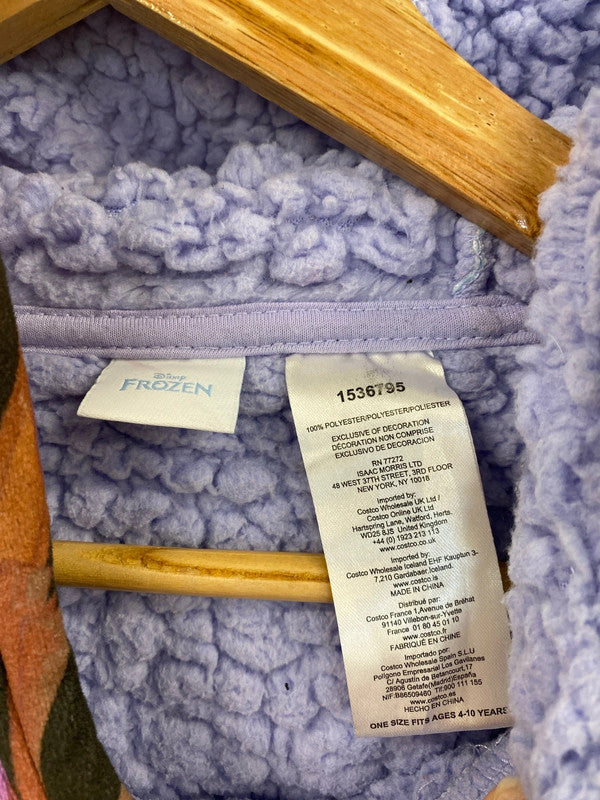 Disney
FROZEN
1536795
100% POLYESTER/POLYESTER/POLIESTER
EXCLUSIVE OF DECORATION
DÉCORATION NON COMPRISE
EXCLUSIVO DE DECORACION
RN 77272
ISAAC MORRIS LTD
48 WEST 37TH STREET, 3RD FLOOR
NEW YORK, NY 10018
Imported by:
Costco Wholesale UK Ltd /
Costco Online UK Ltd
Hartspring Lane, Watford, Herts.
WD25 8JS United Kingdom
+44 (0) 1923 213 113
www.costco.co.uk
Imported by:
Costco Wholesale Iceland EHF Kauptun 3-
7,210 Gardabaer,Iceland.
www.costco.is
MADE IN CHINA
Distribué par:
Costco France 1,Avenue de Bréhat
91140 Villebon-sur-Yvette
France 01 80 45 01 10
www.costco.fr
FABRIQUÉ EN CHINE
Importado por:
Costco Wholesale Spain S.L.U
Polígono Empresarial Los Gavilanes
C/ Agustín de Betancourt,17
28906 Getafe(Madrid)España
NIF:B86509460 Tlf:900 111 155
www.costco.es
HECHO EN CHINA
ONE SIZE FITS AGES 4-10 YEARS